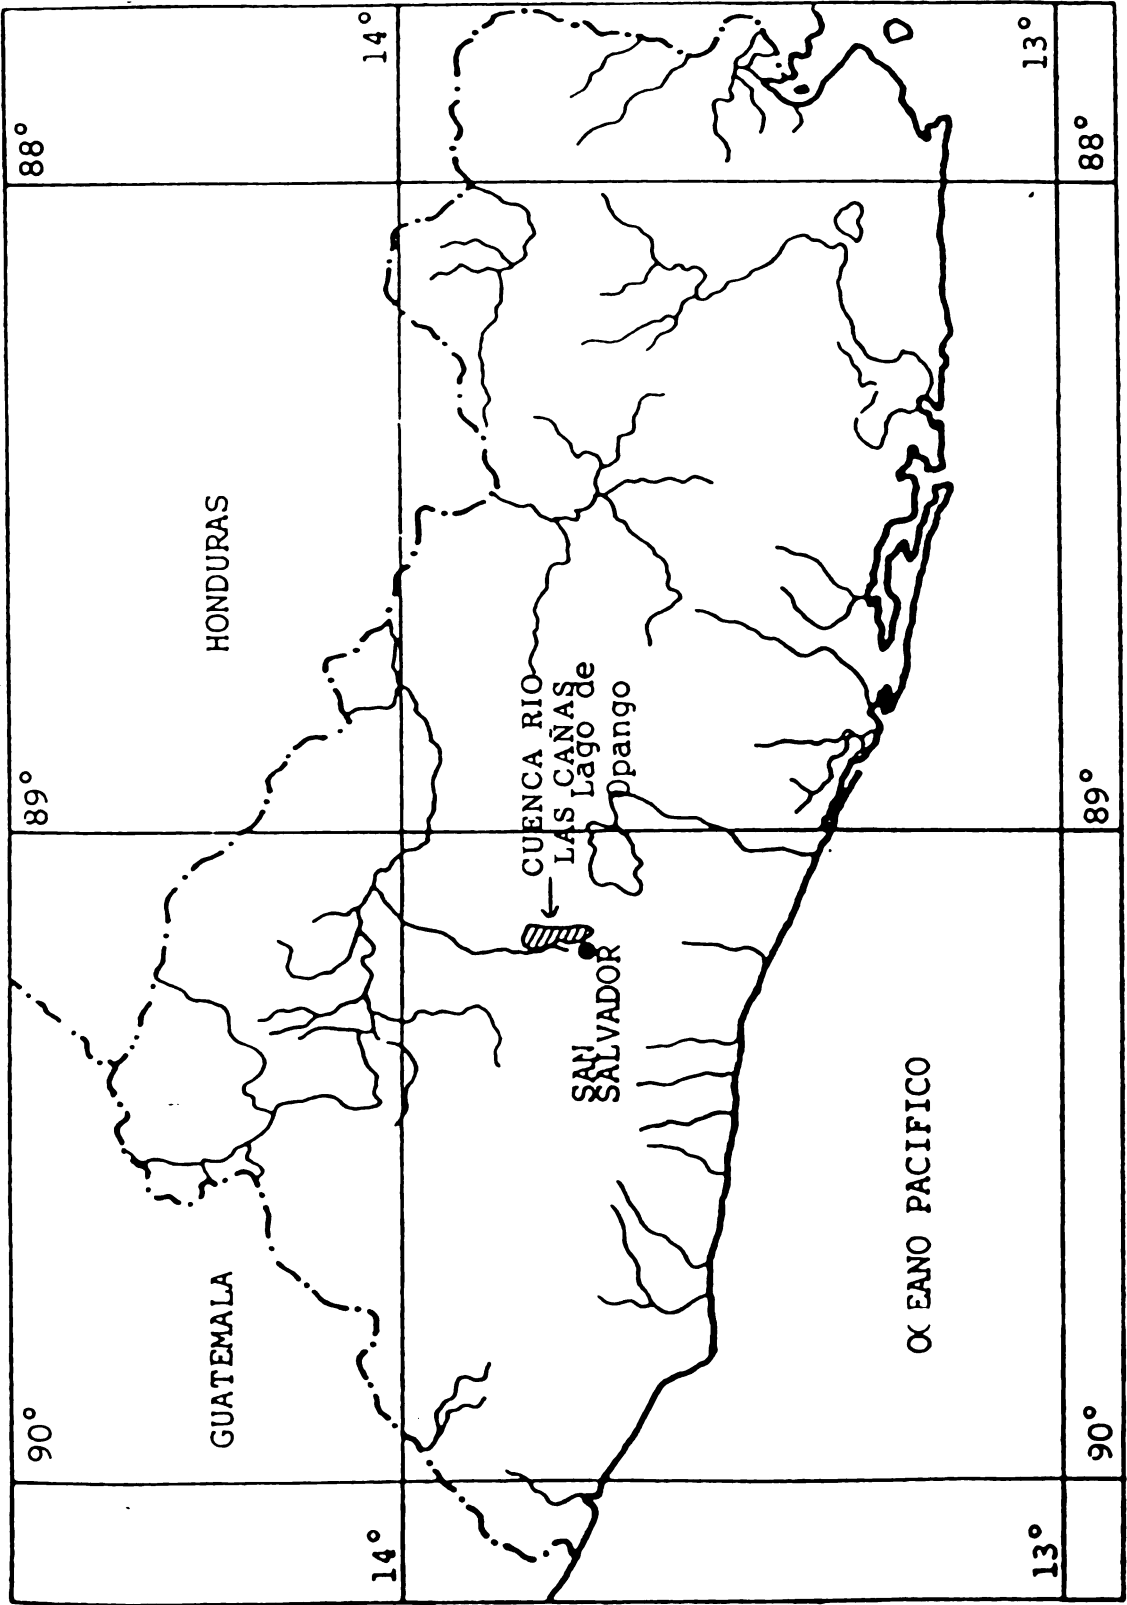 90°
89°
88°
GUATEMALA
HONDURAS
14°
14°
CUENCA RIO
LAS CAÑAS
Lago de
Opango
SAN
SALVADOR
OCEANO PACIFICO
13°
13°
90°
89°
88°